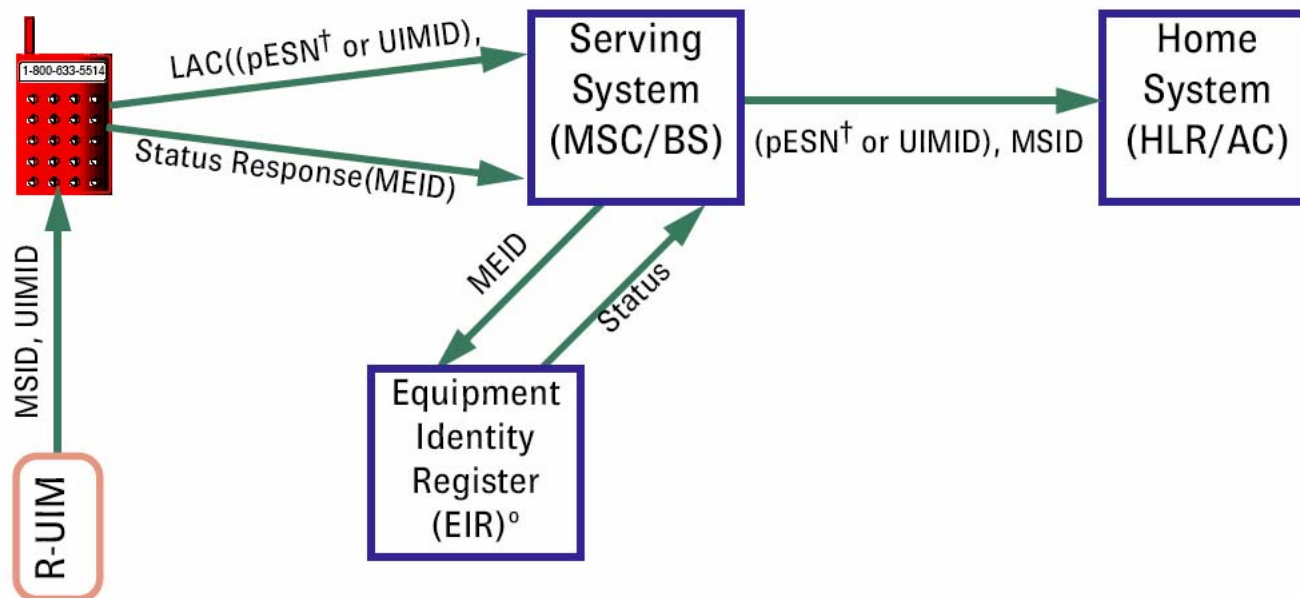 1-800-633-5514
LAC((pESN† or UIMID),
Status Response(MEID)
MSID, UIMID
R-UIM
Serving
System
(MSC/BS)
(pESN† or UIMID), MSID
Home
System
(HLR/AC)
MEID
Status
Equipment
Identity
Register
(EIR)º